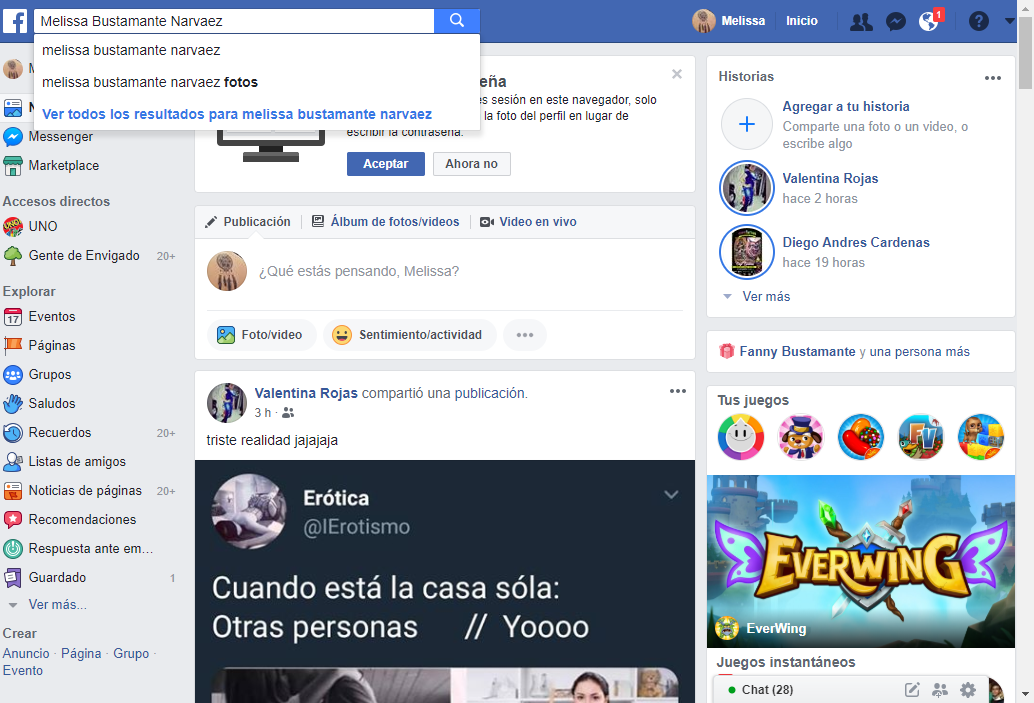 Melissa Bustamante Narvaez
Melissa
Inicio
1
melissa bustamante narvaez
melissa bustamante narvaez fotos
Ver todos los resultados para melissa bustamante narvaez
Messenger
Marketplace
Accesos directos
UNO
Gente de Envigado 20+
Explorar
17
Eventos
Páginas
Grupos
Saludos
Recuerdos 20+
Listas de amigos
Noticias de páginas 20+
Recomendaciones
Respuesta ante em...
Guardado 1
Ver más...
Crear
Anuncio · Página · Grupo ·
Evento
sesión en este navegador, solo
la foto del perfil en lugar de
escribir la contraseña.
Aceptar
Ahora no
Publicación
Álbum de fotos/videos
Video en vivo
¿Qué estás pensando, Melissa?
Foto/video
Sentimiento/actividad
Valentina Rojas compartió una publicación.
3 h ·
triste realidad jajajaja
Erótica
@IErotismo
Cuando está la casa sóla:
Otras personas // Yoooo
Historias
Agregar a tu historia
Comparte una foto o un video, o
escribe algo
Valentina Rojas
hace 2 horas
Diego Andres Cardenas
hace 19 horas
Ver más
Fanny Bustamante y una persona más
Tus juegos
FV
EVERWING
EverWing
Juegos instantáneos
Chat (28)